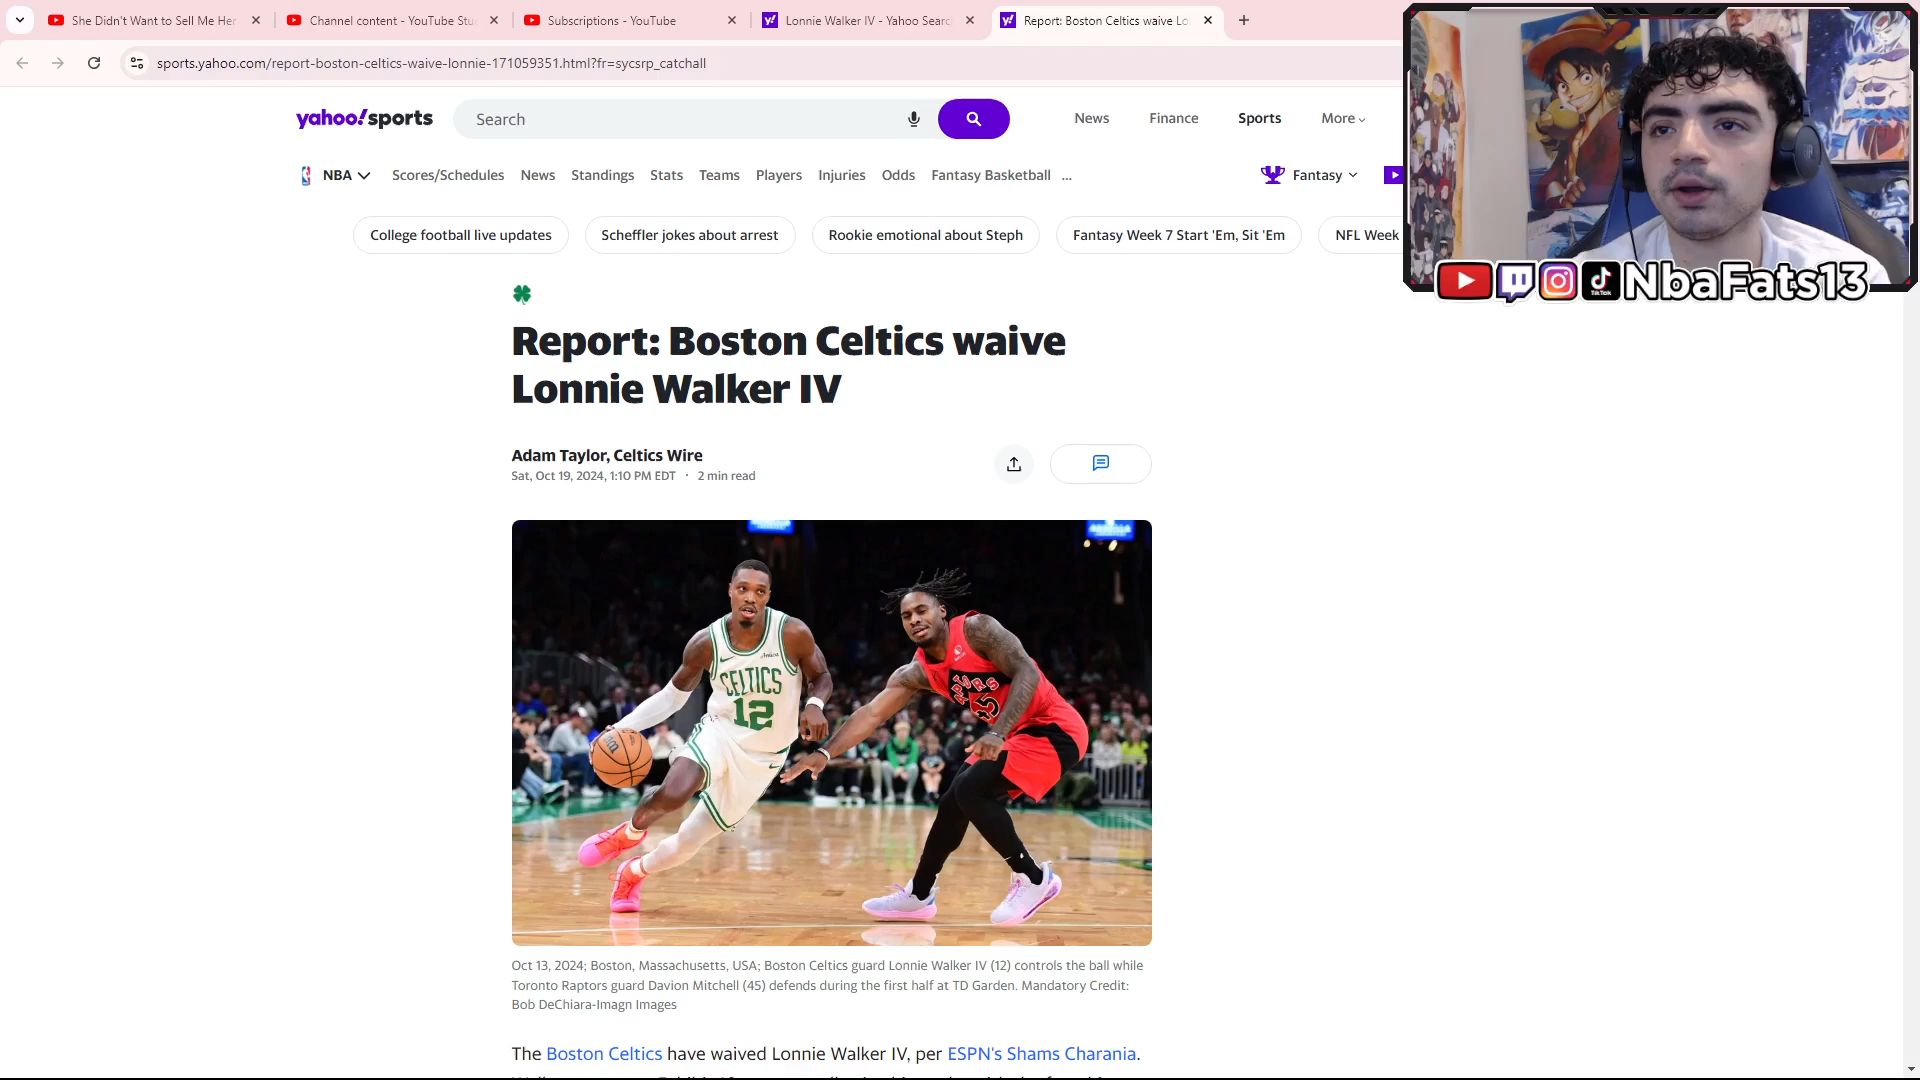 She Didn't Want to Sell Me Her
Channel content - YouTube Stu
Subscriptions - YouTube
Lonnie Walker IV - Yahoo Searc
Report: Boston Celtics waive Lo
sports.yahoo.com/report-boston-celtics-waive-lonnie-171059351.html?fr=sycsrp_catchall
yahoo!sports
Search
News
Finance
Sports
More
NBA
Scores/Schedules
News
Standings
Stats
Teams
Players
Injuries
Odds
Fantasy Basketball
...
Fantasy
College football live updates
Scheffler jokes about arrest
Rookie emotional about Steph
Fantasy Week 7 Start 'Em, Sit 'Em
NFL Week
TikTok
NbaFats13
Report: Boston Celtics waive
Lonnie Walker IV
Adam Taylor, Celtics Wire
Sat, Oct 19, 2024, 1:10 PM EDT · 2 min read
CELTICS
12
Oct 13, 2024; Boston, Massachusetts, USA; Boston Celtics guard Lonnie Walker IV (12) controls the ball while
Toronto Raptors guard Davion Mitchell (45) defends during the first half at TD Garden. Mandatory Credit:
Bob DeChiara-Imagn Images
The Boston Celtics have waived Lonnie Walker IV, per ESPN's Shams Charania.